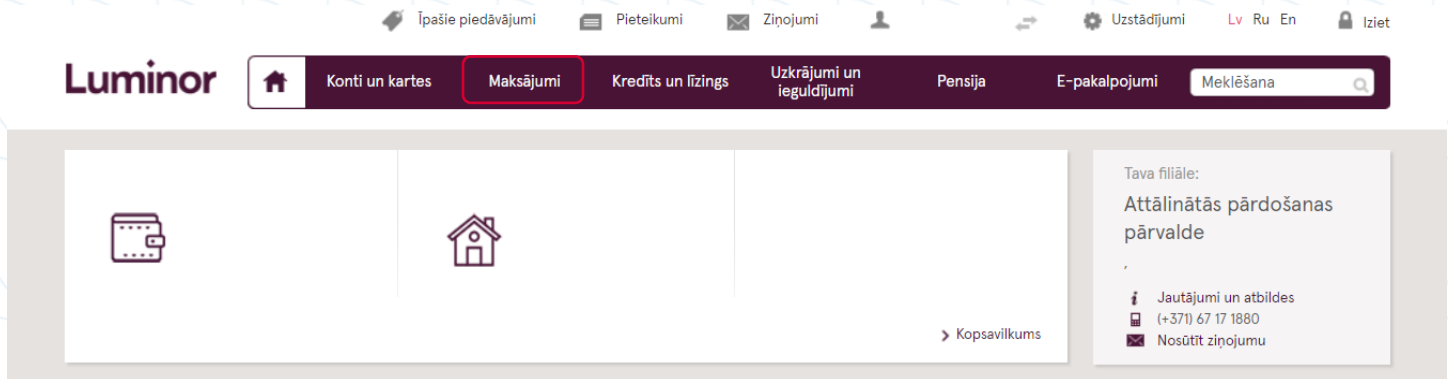 Īpašie piedāvājumi Pieteikumi Ziņojumi Uzstādījumi Lv Ru En Iziet
Luminor Konti un kartes Maksājumi Kredīts un līzings Uzkrājumi un ieguldījumi Pensija E-pakalpojumi Meklēšana
Tava filiāle:
Attālinātās pārdošanas
pārvalde
,
Jautājumi un atbildes
(+371) 67 17 1880
Nosūtīt ziņojumu
Kopsavilkums